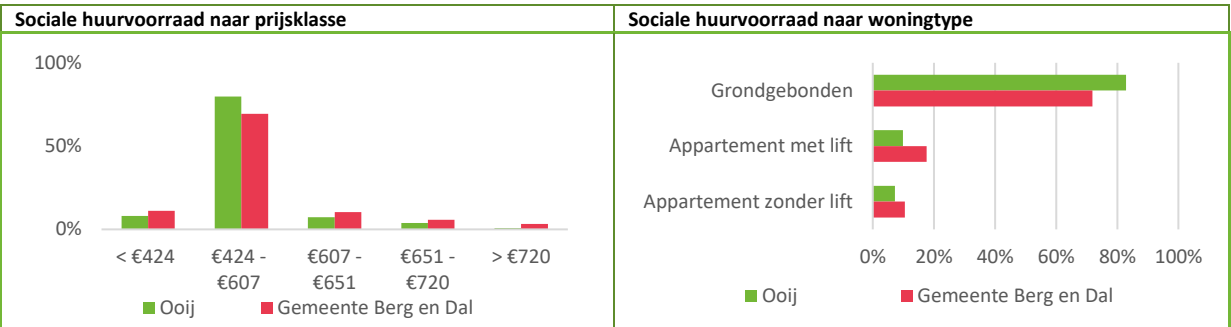 Sociale huurvoorraad naar prijsklasse
100%
50%
0%
< €424
€424 -
€607
€607 -
€651
€651 -
€720
> €720
Ooij
Gemeente Berg en Dal
Sociale huurvoorraad naar woningtype
Grondgebonden
Appartement met lift
Appartement zonder lift
0% 20% 40% 60% 80% 100%
Ooij
Gemeente Berg en Dal